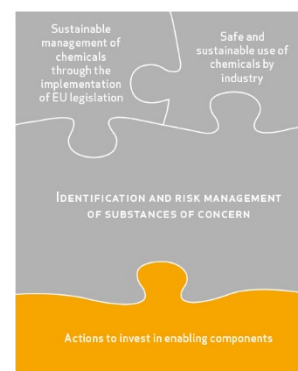 Sustainable
management of
chemicals
through the
implementation
of EU legislation
Safe and
sustainable use of
chemicals by
industry
IDENTIFICATION AND RISK MANAGEMENT
OF SUBSTANCES OF CONCERN
Actions to invest in enabling components